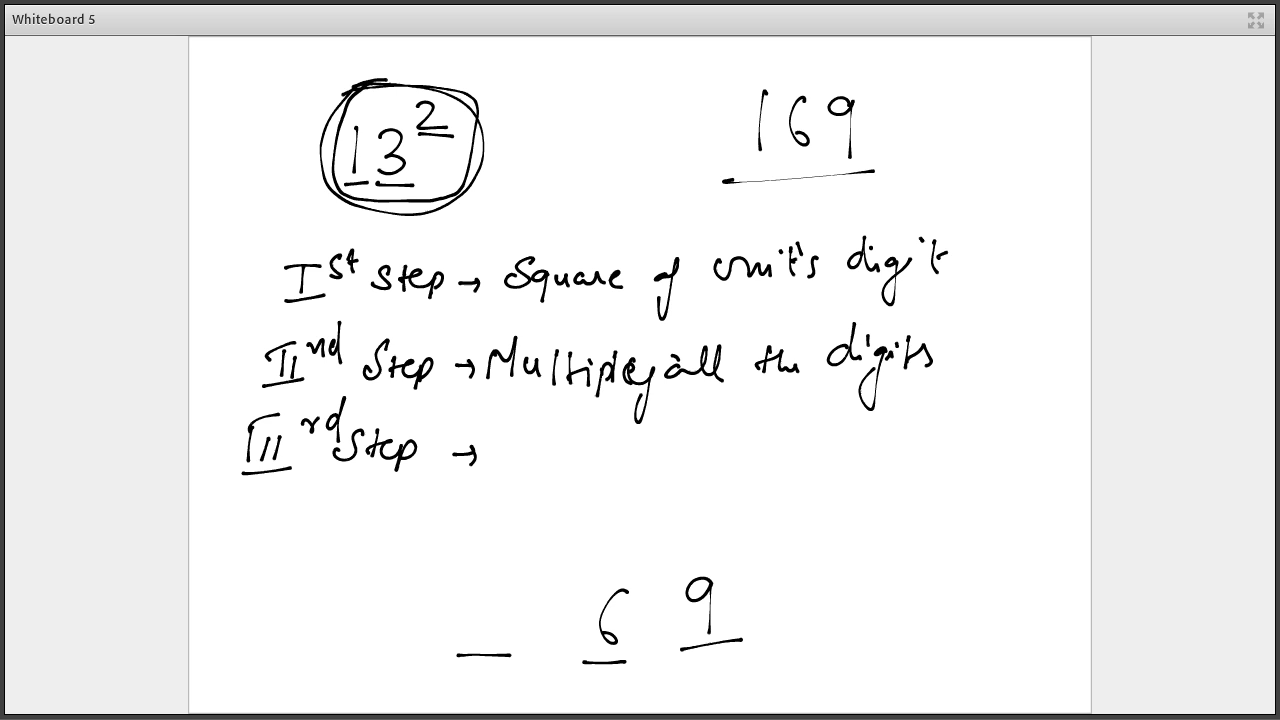 Whiteboard 5
13² 169
Iˢᵗ Step → Square of unit's digit
IIⁿᵈ Step → Multiply all the digits
IIIʳᵈ Step →
_ 6 9